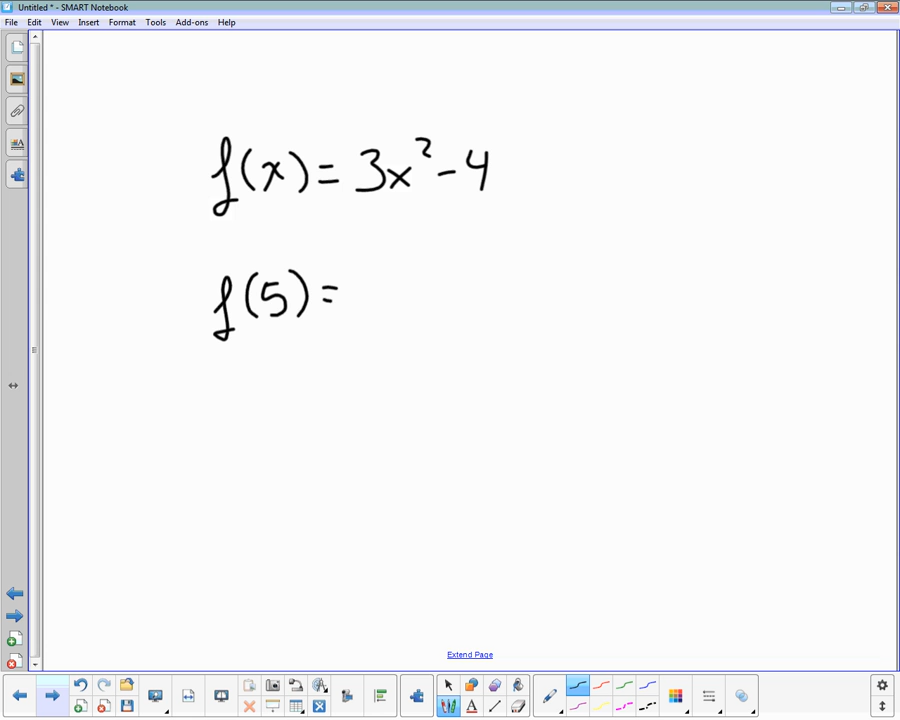 Untitled * - SMART Notebook
File Edit View Insert Format Tools Add-ons Help
f(x) = 3x² - 4
f(5) =
Extend Page